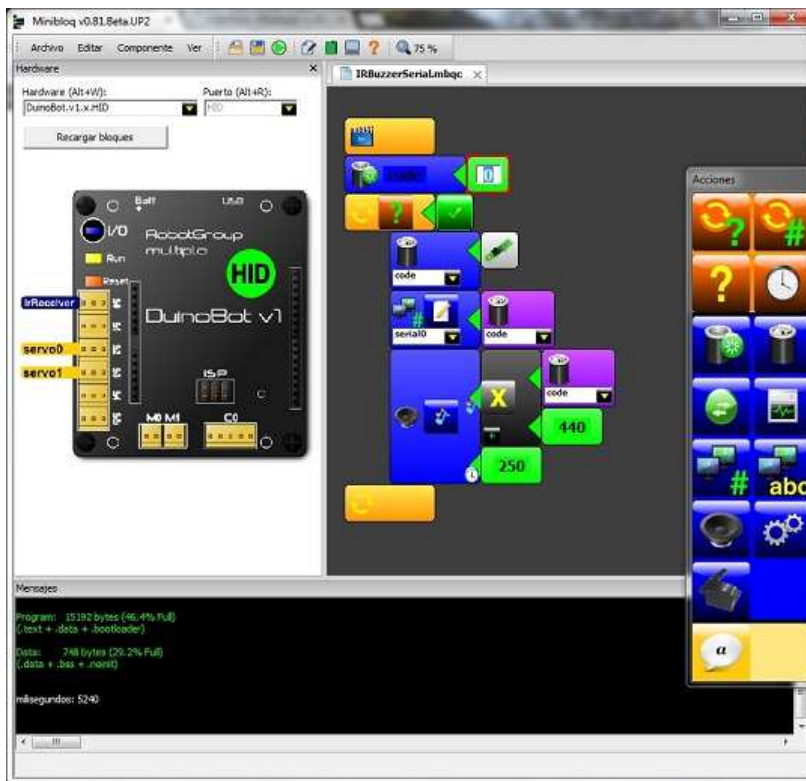 Minibloq v0.81.Beta.UP2
Archivo Editar Componente Ver 75 %
Hardware
IRBuzzerSerial.mbqc
Hardware (Alt+W): Puerto (Alt+R):
DuinoBot.v1.x.HID HID
Recargar bloques
Acciones
code 0
Batt USB
I/O
RobotGroup
multiplo
Run
HID
Reset
IrReceiver
code
DuinoBot v1
serial0 code
servo0
servo1
ISP
code
X
440
M0 M1 C0
250
#
abc
a
Mensajes
Program: 15192 bytes (46.4% Full)
(.text + .data + .bootloader)
Data: 748 bytes (29.2% Full)
(.data + .bss + .noinit)
milisegundos: 5240